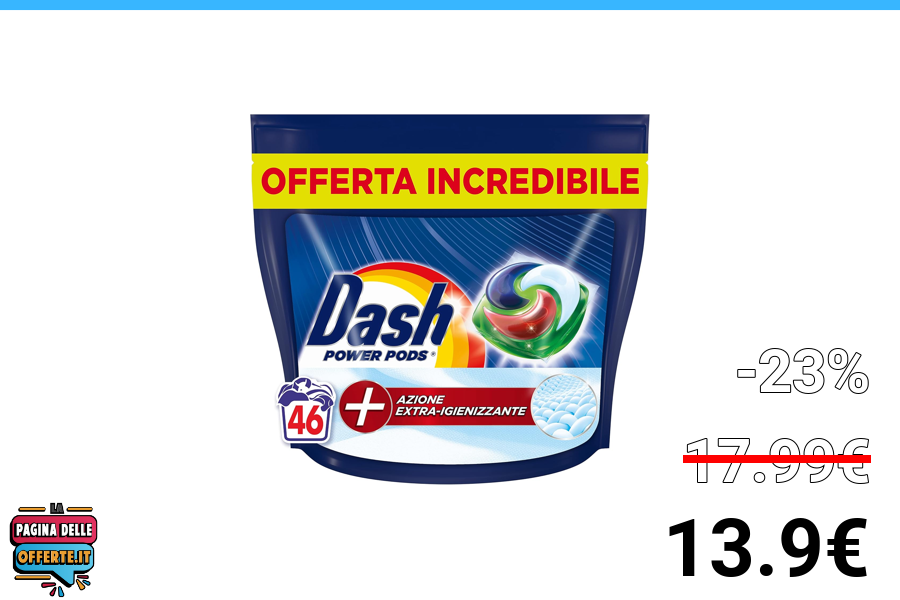 OFFERTA INCREDIBILE
Dash
POWER PODS®
46
+ AZIONE
EXTRA-IGIENIZZANTE
-23%
17.99€
13.9€
LA
PAGINA DELLE
OFFERTE.IT